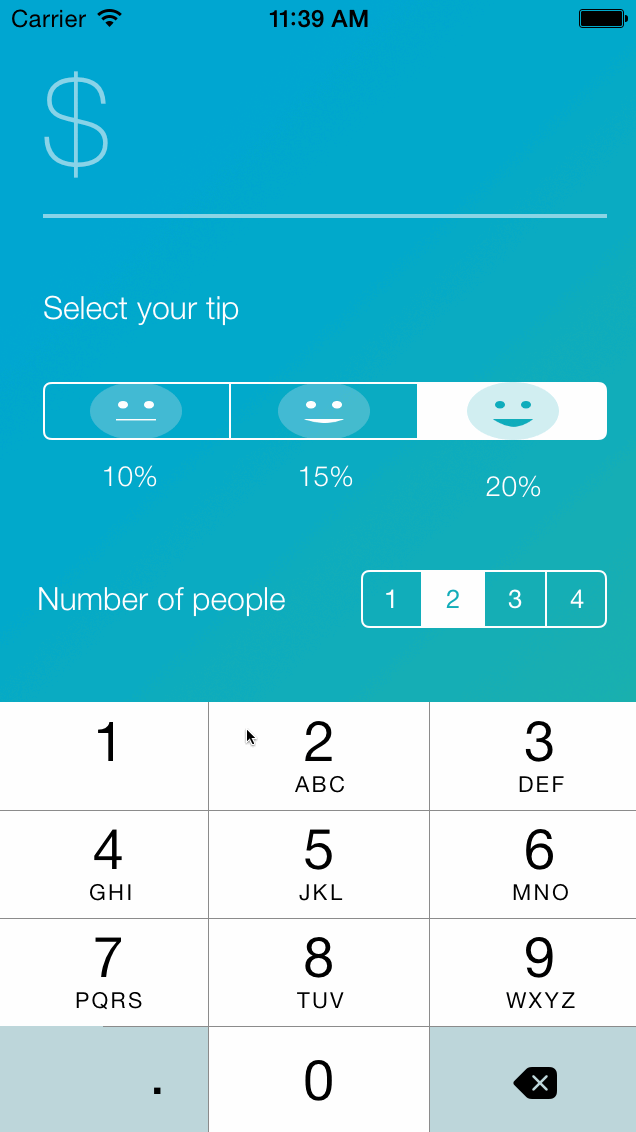 Carrier 11:39 AM
$
Select your tip
10% 15% 20%
Number of people 1 2 3 4
1 2 3
ABC DEF
4 5 6
GHI JKL MNO
7 8 9
PQRS TUV WXYZ
. 0